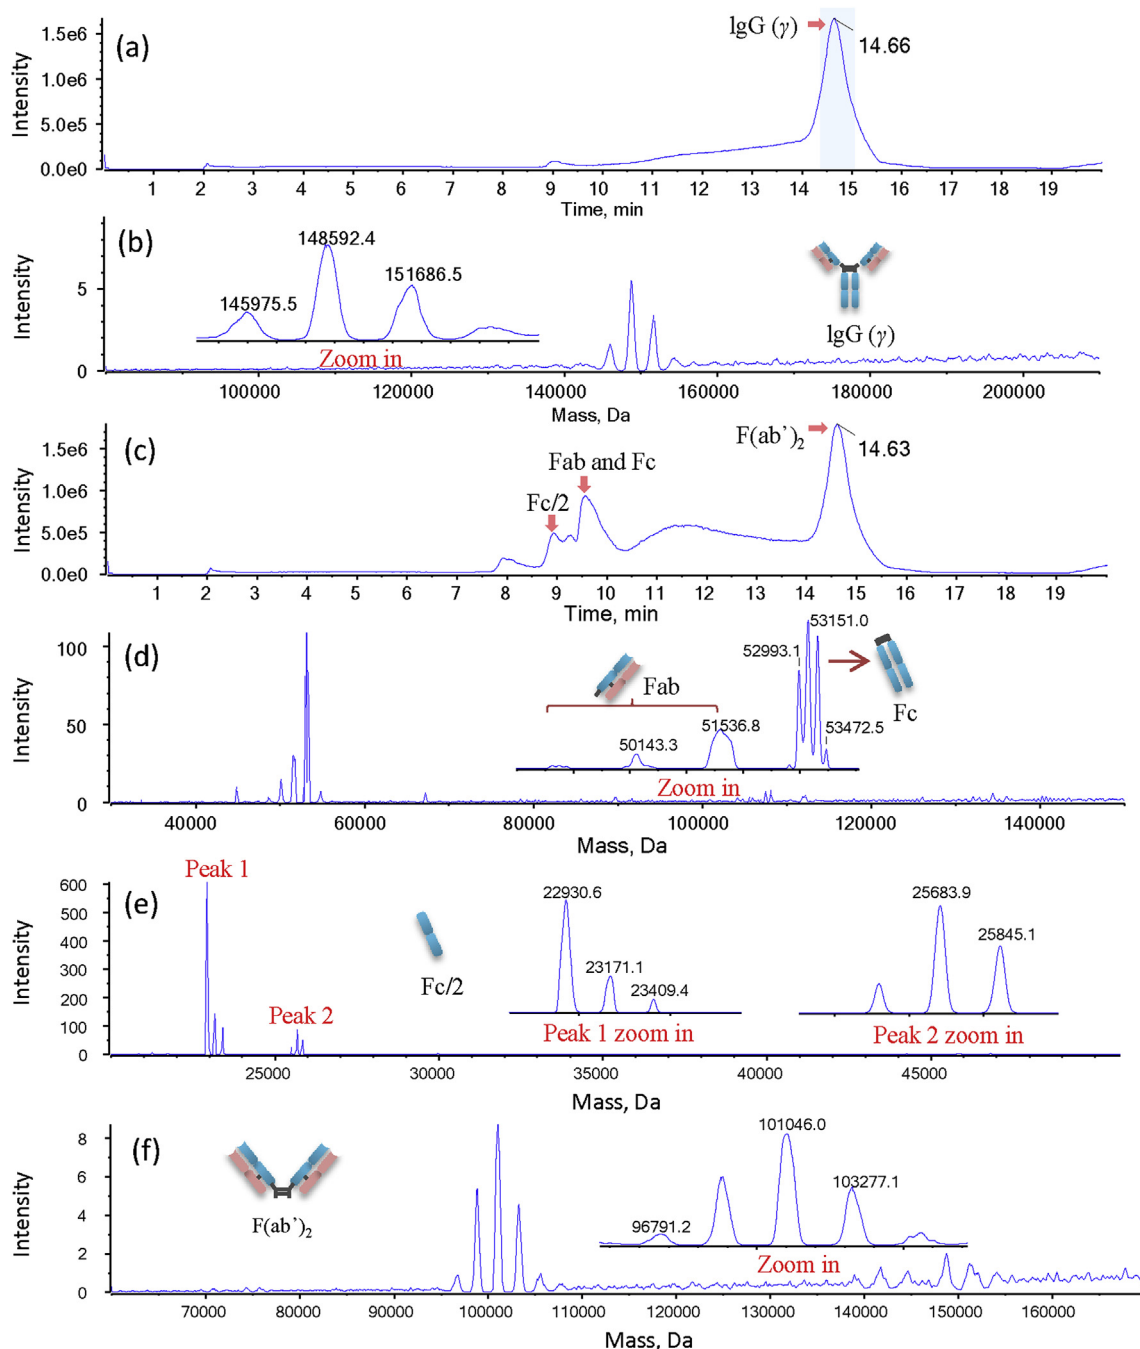 (a)
Intensity
1.5e6
1.0e6
5.0e5
0.0e0
IgG (γ)
14.66
1 2 3 4 5 6 7 8 9 10 11 12 13 14 15 16 17 18 19
Time, min
(b)
Intensity
5
0
145975.5
148592.4
151686.5
Zoom in
IgG (γ)
100000 120000 140000 160000 180000 200000
Mass, Da
(c)
Intensity
1.5e6
1.0e6
5.0e5
0.0e0
Fc/2
Fab and Fc
F(ab’)2
14.63
1 2 3 4 5 6 7 8 9 10 11 12 13 14 15 16 17 18 19
Time, min
(d)
Intensity
100
50
0
Fab
50143.3
51536.8
52993.1
53151.0
53472.5
Fc
Zoom in
40000 60000 80000 100000 120000 140000
Mass, Da
(e)
Intensity
600
500
400
300
200
100
0
Peak 1
Peak 2
Fc/2
22930.6
23171.1
23409.4
Peak 1 zoom in
25683.9
25845.1
Peak 2 zoom in
25000 30000 35000 40000 45000
Mass, Da
(f)
Intensity
8
6
4
2
0
F(ab’)2
96791.2
101046.0
103277.1
Zoom in
70000 80000 90000 100000 110000 120000 130000 140000 150000 160000
Mass, Da